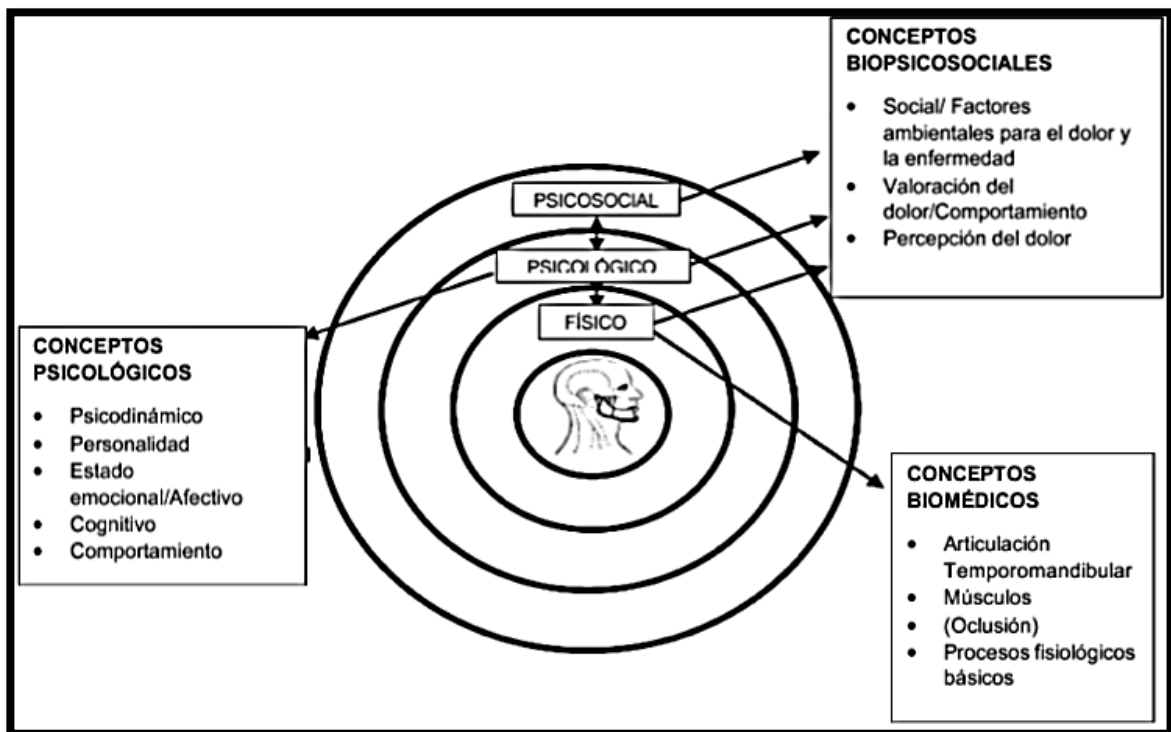 CONCEPTOS
BIOPSICOSOCIALES
• Social/ Factores
ambientales para el dolor y
la enfermedad
• Valoración del
dolor/Comportamiento
• Percepción del dolor
PSICOSOCIAL
PSICOLÓGICO
FÍSICO
CONCEPTOS
PSICOLÓGICOS
• Psicodinámico
• Personalidad
• Estado
emocional/Afectivo
• Cognitivo
• Comportamiento
CONCEPTOS
BIOMÉDICOS
• Articulación
Temporomandibular
• Músculos
• (Oclusión)
• Procesos fisiológicos
básicos